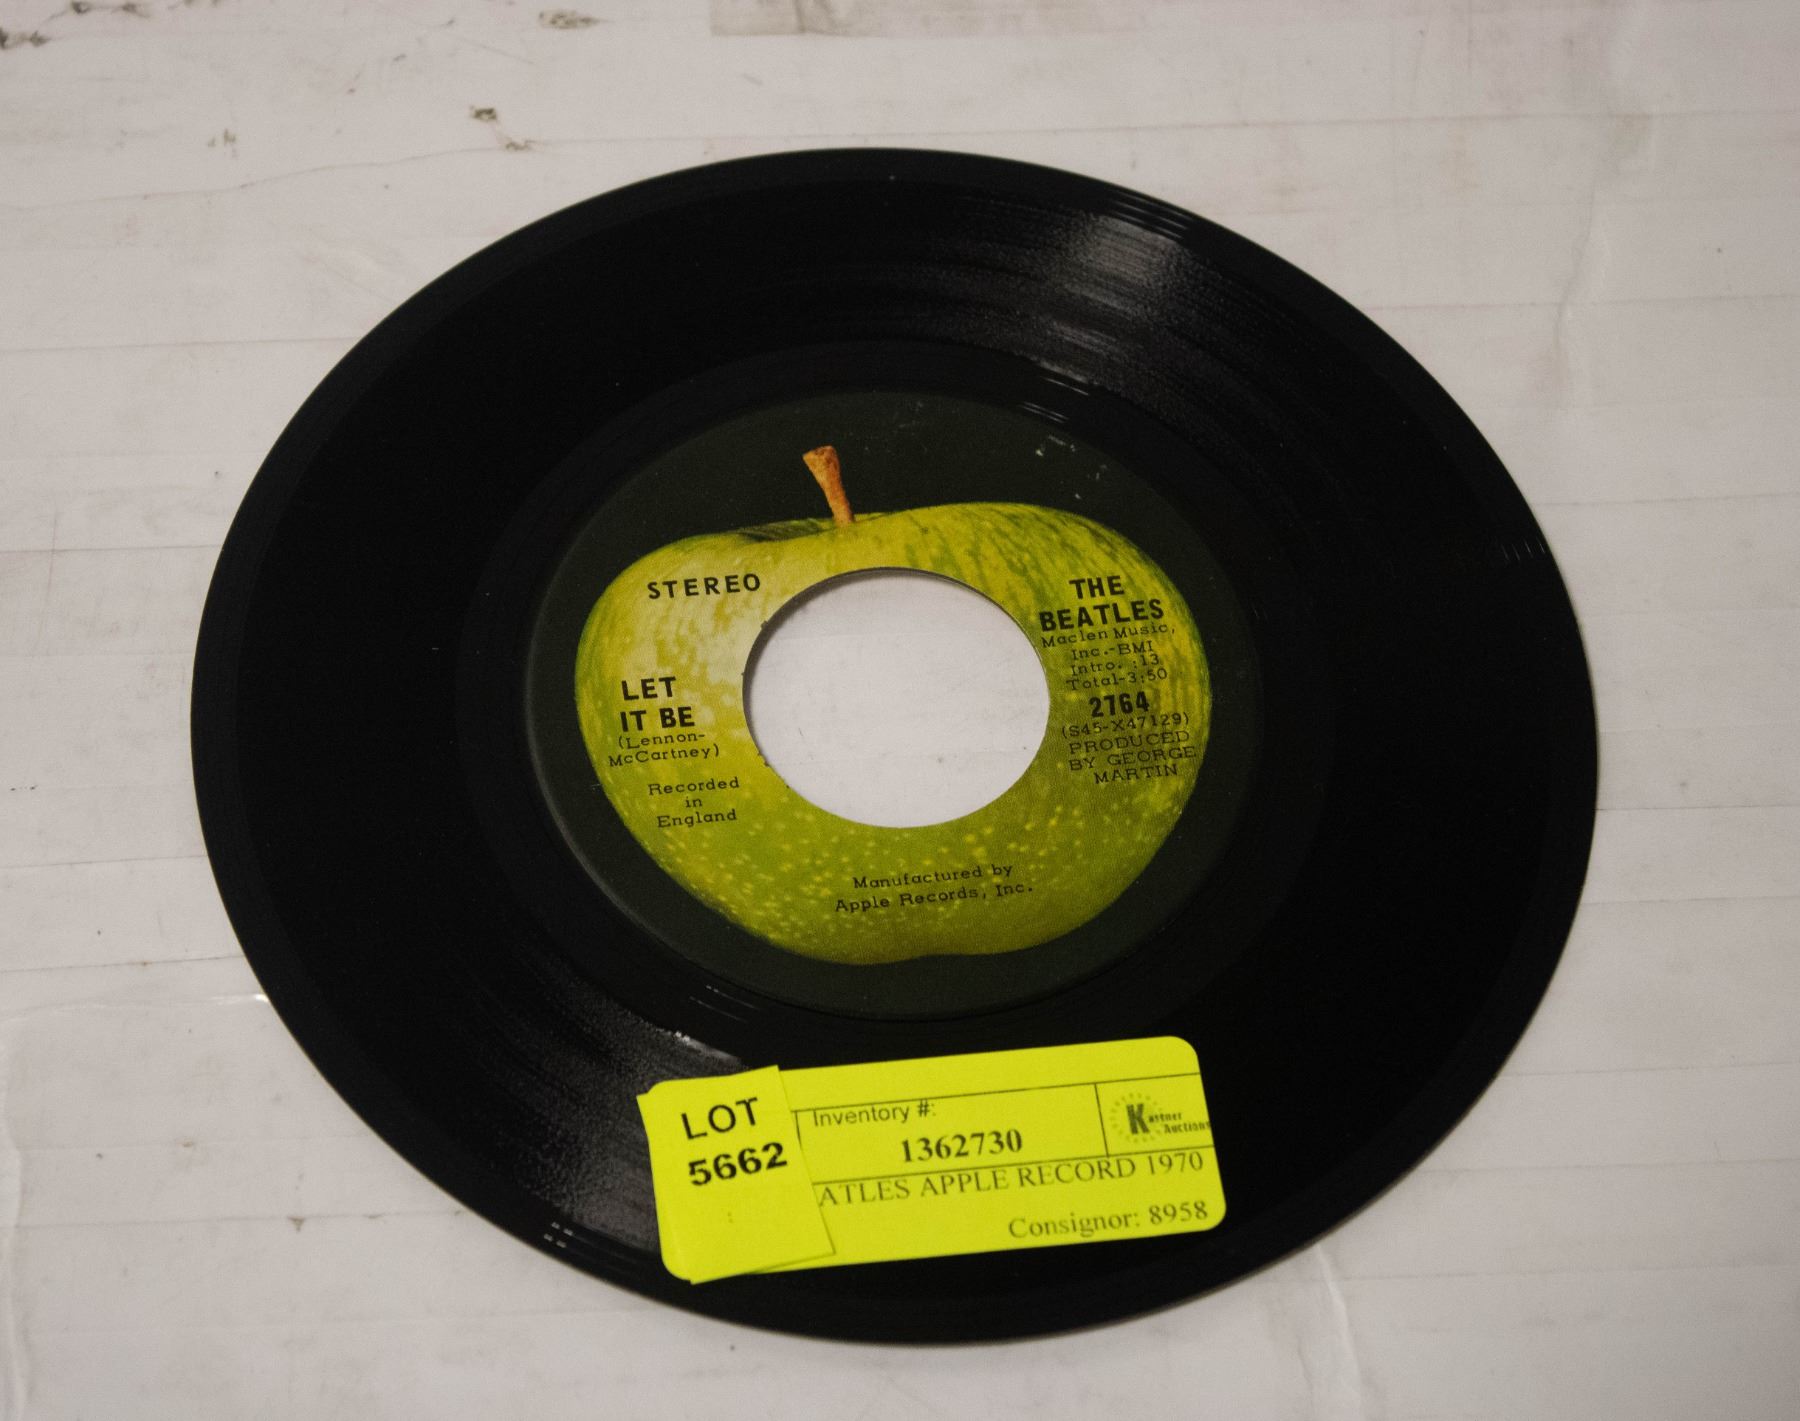 STEREO
LET
IT BE
(Lennon-
McCartney)
Recorded
in
England
THE
BEATLES
Maclen Music,
Inc.-BMI
Intro. :13
Total-3:50
2764
(S45-X47129)
PRODUCED
BY GEORGE
MARTIN
Manufactured by
Apple Records, Inc.
LOT
5662
Inventory #:
1362730
Kastner
Auctions
ATLES APPLE RECORD 1970
Consignor: 8958